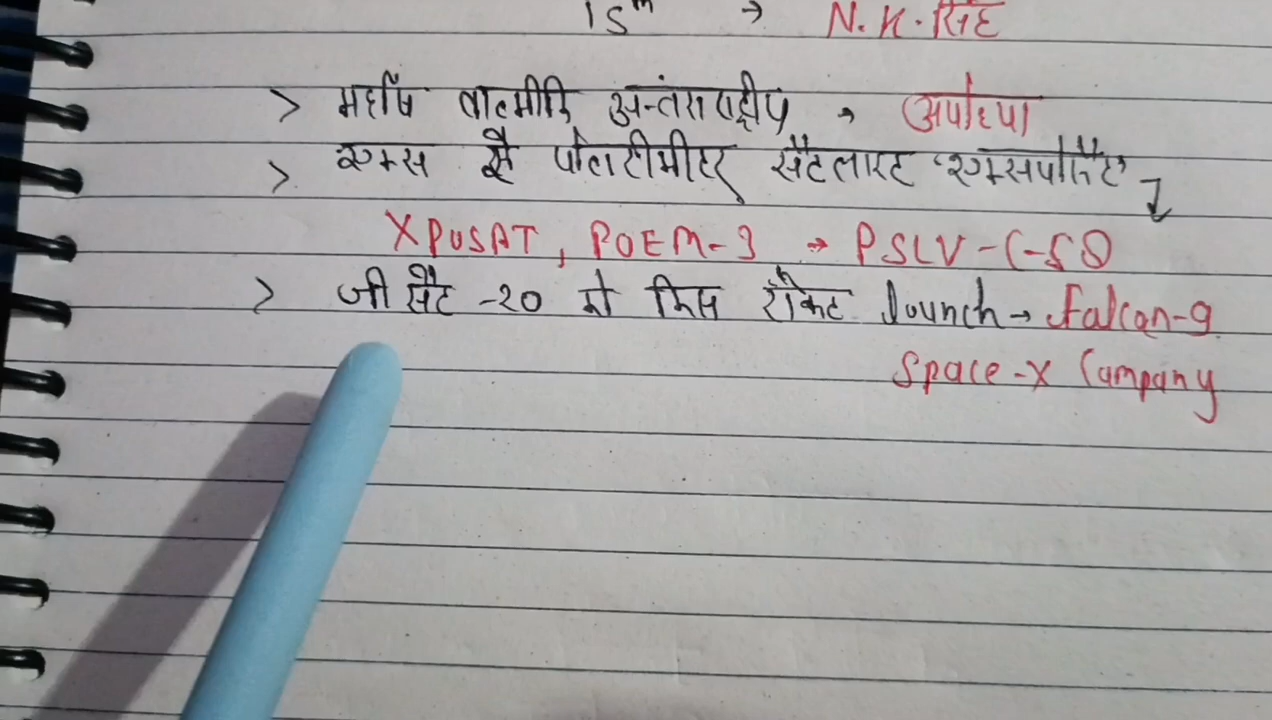 15th → N.K. सिंह
> महर्षि वाल्मीकि अन्तराष्ट्रीय → अयोध्या
> एक्स रे पोलारीमीटर सैटेलाइट 'एक्सपोसैट' ↴
XPOSAT, POEM-3 → PSLV-C-58
> जी सैट -20 को किस रॉकेट launch → Falcon-9
Space-X Company